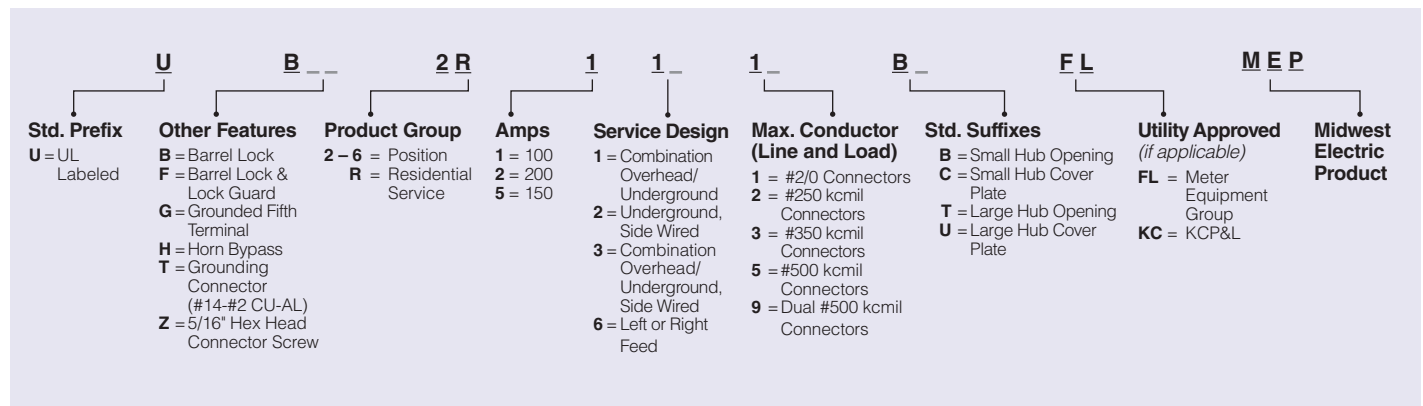 U B _ _ 2 R 1 1 _ 1 _ B _ F L M E P
Std. Prefix
U = UL
Labeled
Other Features
B = Barrel Lock
F = Barrel Lock &
Lock Guard
G = Grounded Fifth
Terminal
H = Horn Bypass
T = Grounding
Connector
(#14-#2 CU-AL)
Z = 5/16" Hex Head
Connector Screw
Product Group
2 – 6 = Position
R = Residential
Service
Amps
1 = 100
2 = 200
5 = 150
Service Design
1 = Combination
Overhead/
Underground
2 = Underground,
Side Wired
3 = Combination
Overhead/
Underground,
Side Wired
6 = Left or Right
Feed
Max. Conductor
(Line and Load)
1 = #2/0 Connectors
2 = #250 kcmil
Connectors
3 = #350 kcmil
Connectors
5 = #500 kcmil
Connectors
9 = Dual #500 kcmil
Connectors
Std. Suffixes
B = Small Hub Opening
C = Small Hub Cover
Plate
T = Large Hub Opening
U = Large Hub Cover
Plate
Utility Approved
(if applicable)
FL = Meter
Equipment
Group
KC = KCP&L
Midwest
Electric
Product